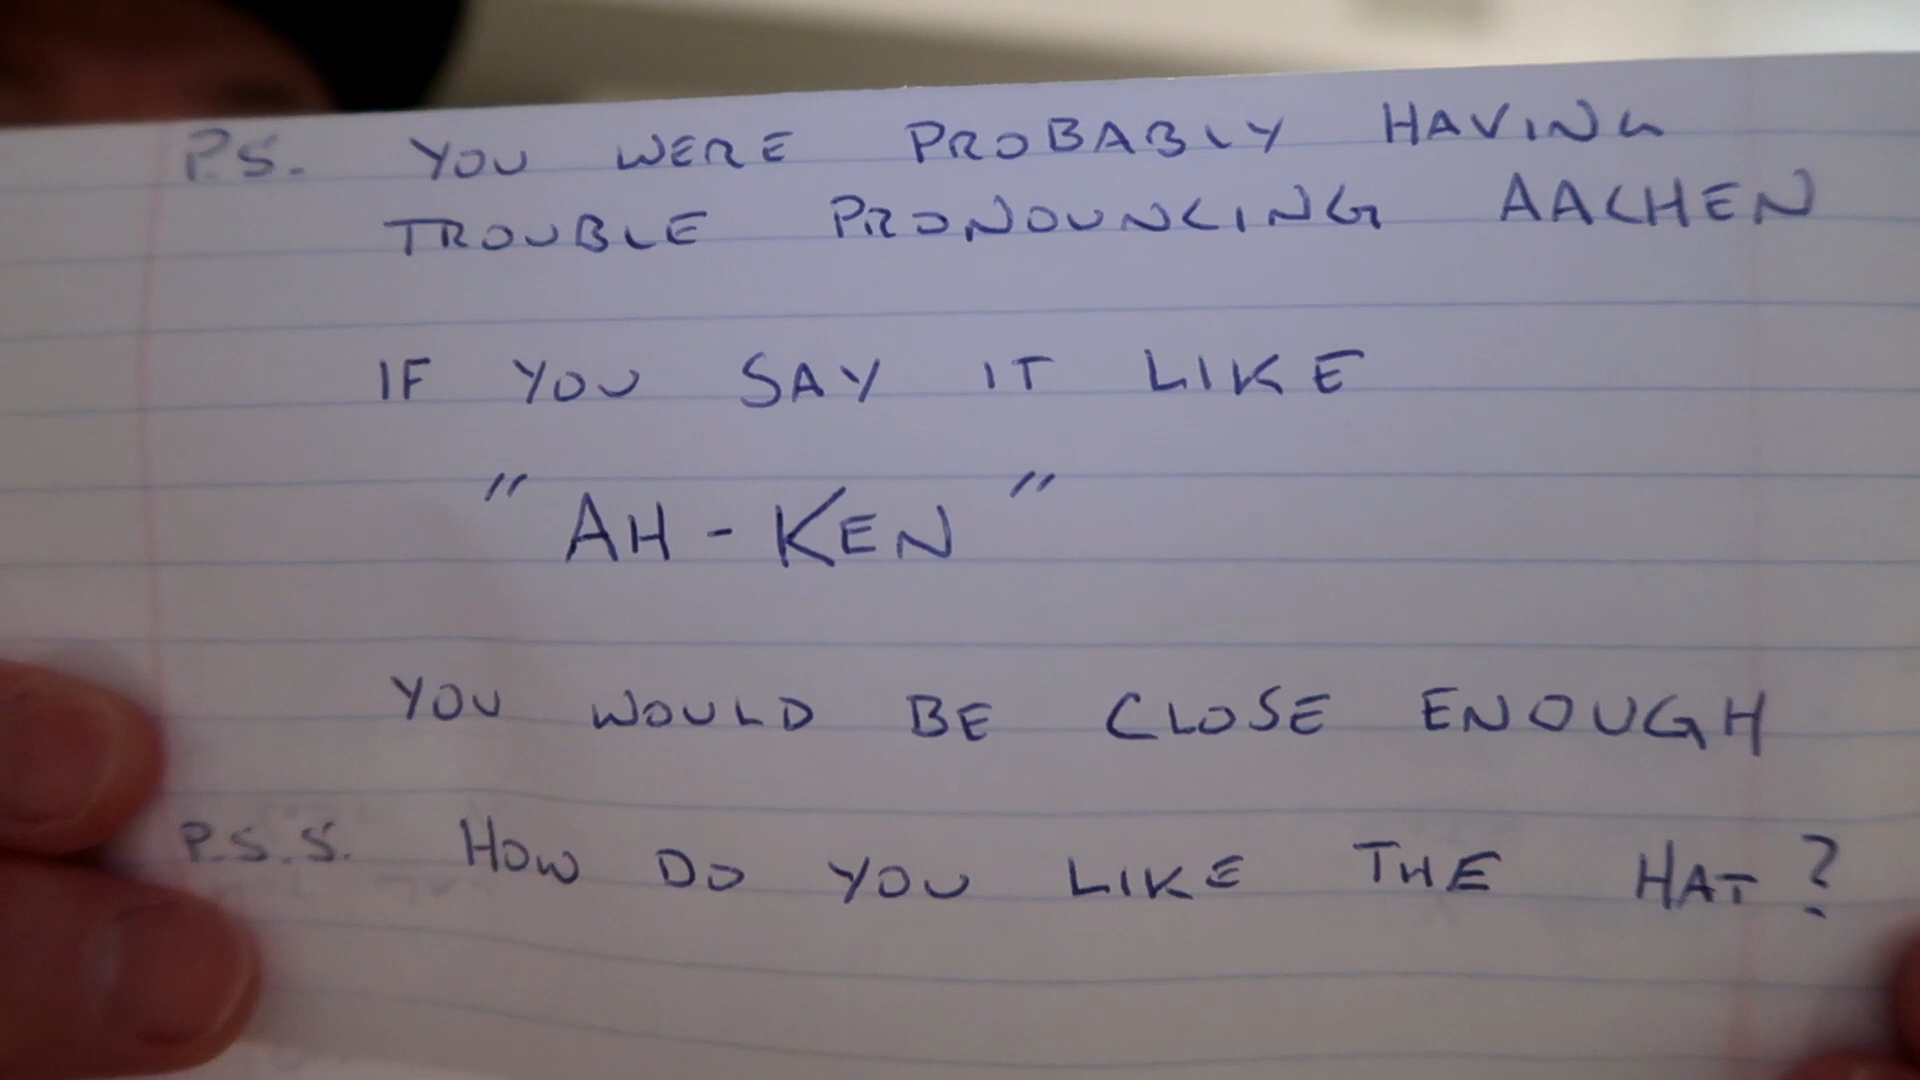 P.S. YOU WERE PROBABLY HAVING
TROUBLE PRONOUNCING AACHEN
IF YOU SAY IT LIKE
"AH-KEN"
YOU WOULD BE CLOSE ENOUGH
P.S.S. HOW DO YOU LIKE THE HAT?